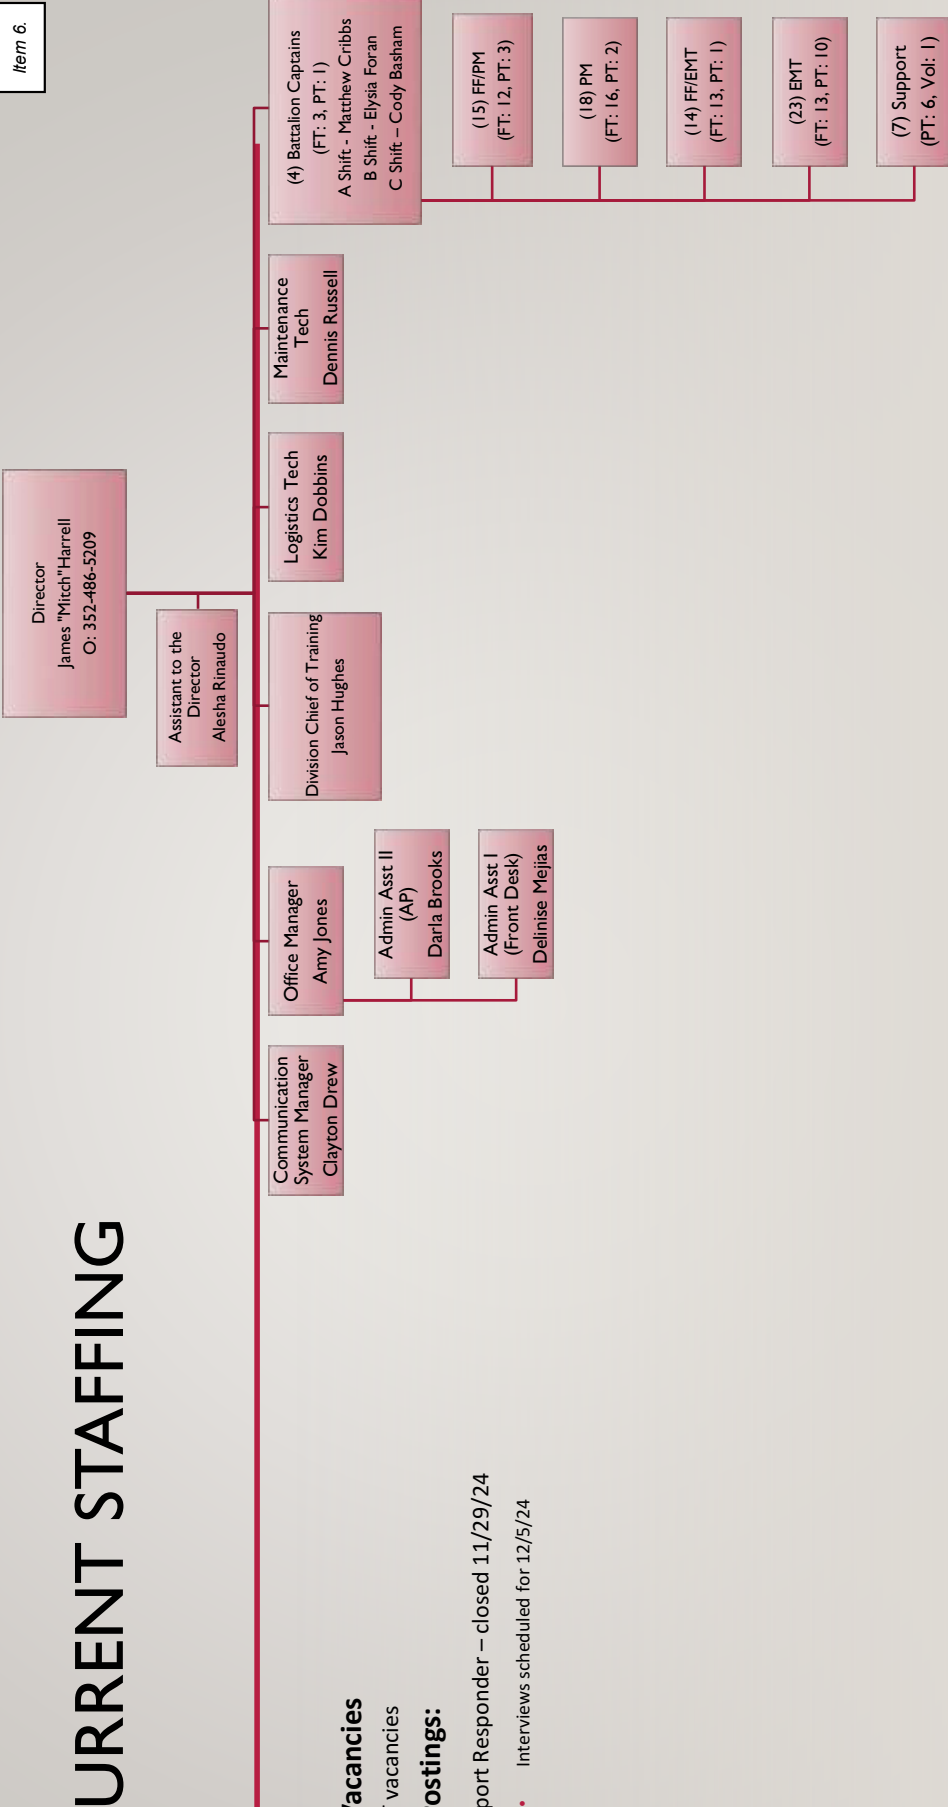 Item 6.
URRENT STAFFING
Director
James "Mitch"Harrell
O: 352-486-5209
Assistant to the
Director
Alesha Rinaudo
Communication
System Manager
Clayton Drew
Office Manager
Amy Jones
Admin Asst II
(AP)
Darla Brooks
Admin Asst I
(Front Desk)
Delinise Mejias
Division Chief of Training
Jason Hughes
Logistics Tech
Kim Dobbins
Maintenance
Tech
Dennis Russell
(4) Battalion Captains
(FT: 3, PT: 1)
A Shift - Matthew Cribbs
B Shift - Elysia Foran
C Shift – Cody Basham
(15) FF/PM
(FT: 12, PT: 3)
(18) PM
(FT: 16, PT: 2)
(14) FF/EMT
(FT: 13, PT: 1)
(23) EMT
(FT: 13, PT: 10)
(7) Support
(PT: 6, Vol: 1)
Vacancies
vacancies
ostings:
port Responder – closed 11/29/24
• Interviews scheduled for 12/5/24